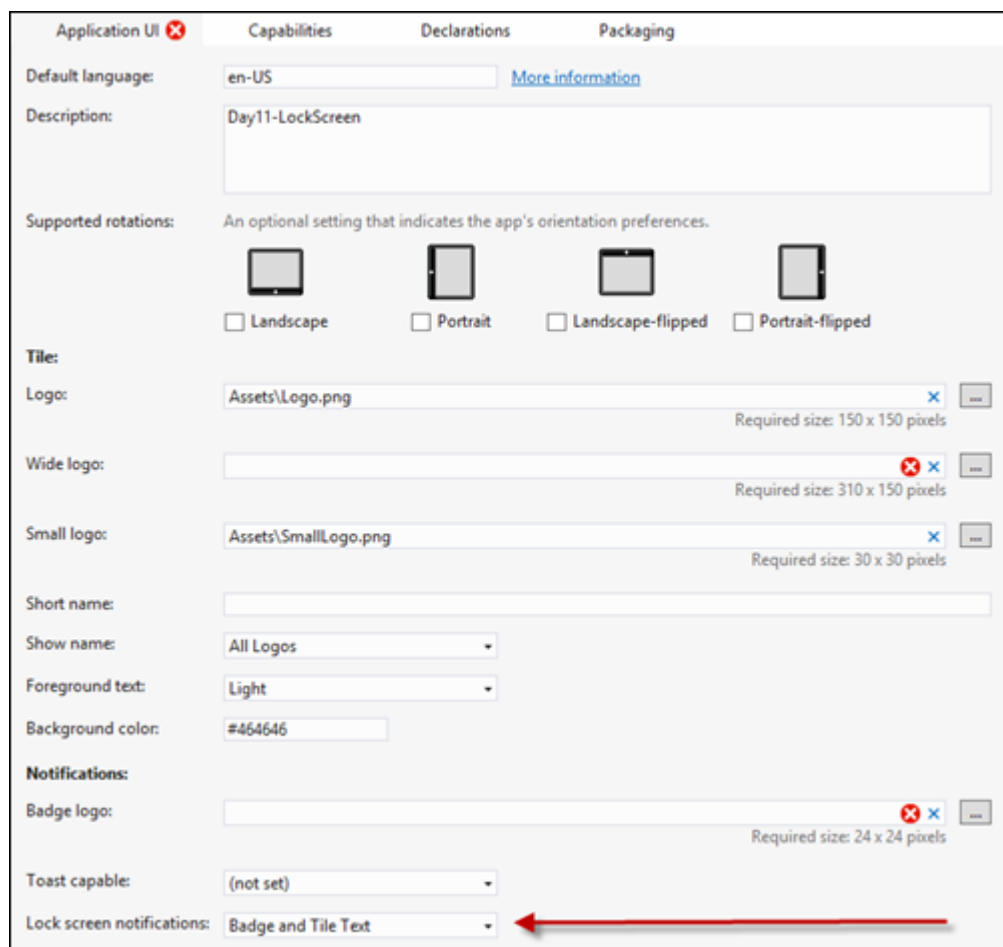 Application UI Capabilities Declarations Packaging
Default language: en-US More information
Description: Day11-LockScreen
Supported rotations: An optional setting that indicates the app's orientation preferences.
Landscape Portrait Landscape-flipped Portrait-flipped
Tile:
Logo: Assets\Logo.png
...
Required size: 150 x 150 pixels
Wide logo:
...
Required size: 310 x 150 pixels
Small logo: Assets\SmallLogo.png
...
Required size: 30 x 30 pixels
Short name:
Show name: All Logos
Foreground text: Light
Background color: #464646
Notifications:
Badge logo:
...
Required size: 24 x 24 pixels
Toast capable: (not set)
Lock screen notifications: Badge and Tile Text